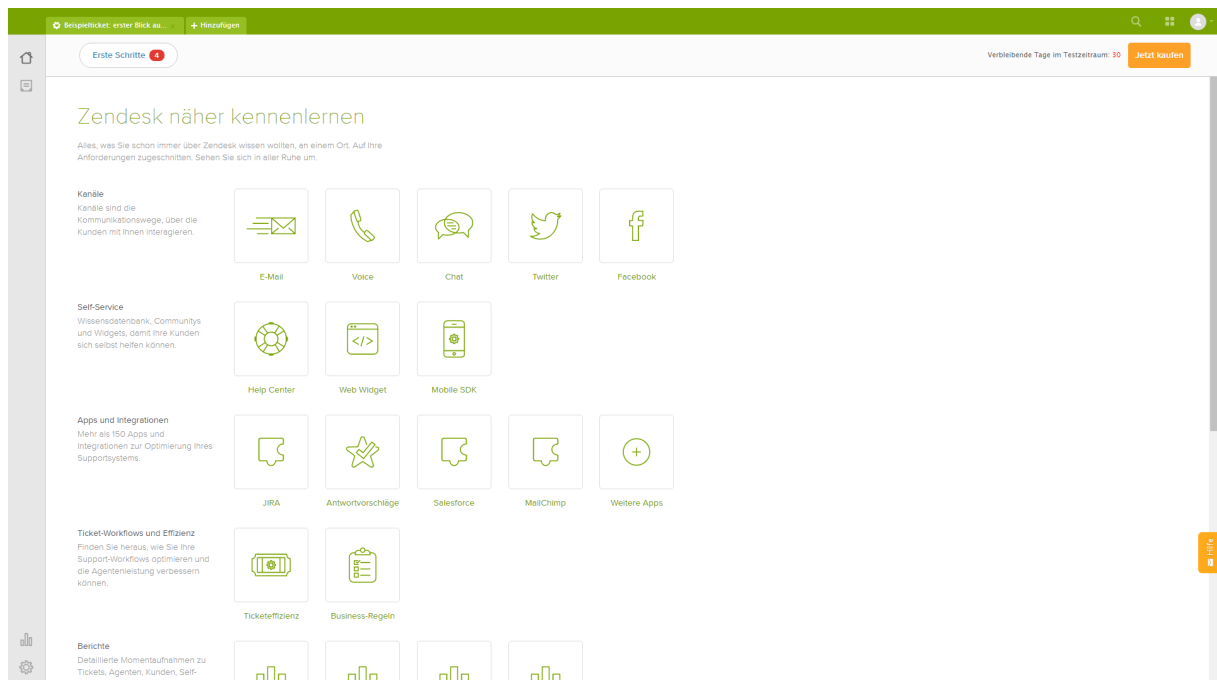 Beispielticket: erster Blick au...
+ Hinzufügen
Erste Schritte 4
Verbleibende Tage im Testzeitraum: 30
Jetzt kaufen
Zendesk näher kennenlernen
Alles, was Sie schon immer über Zendesk wissen wollten, an einem Ort. Auf Ihre
Anforderungen zugeschnitten. Sehen Sie sich in aller Ruhe um.
Kanäle
Kanäle sind die
Kommunikationswege, über die
Kunden mit Ihnen interagieren.
E-Mail
Voice
Chat
Twitter
Facebook
Self-Service
Wissensdatenbank, Communitys
und Widgets, damit Ihre Kunden
sich selbst helfen können.
Help Center
Web Widget
Mobile SDK
Apps und Integrationen
Mehr als 150 Apps und
Integrationen zur Optimierung Ihres
Supportsystems.
JIRA
Antwortvorschläge
Salesforce
MailChimp
Weitere Apps
Ticket-Workflows und Effizienz
Finden Sie heraus, wie Sie Ihre
Support-Workflows optimieren und
die Agentenleistung verbessern
können.
Ticketeffizienz
Business-Regeln
Hilfe
Berichte
Detaillierte Momentaufnahmen zu
Tickets, Agenten, Kunden, Self-